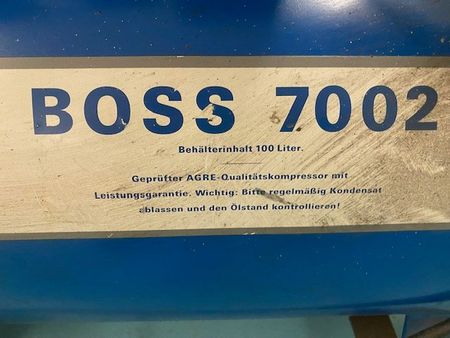 BOSS 7002
Behälterinhalt 100 Liter.
Geprüfter AGRE-Qualitätskompressor mit
Leistungsgarantie. Wichtig: Bitte regelmäßig Kondensat
ablassen und den Ölstand kontrollieren!